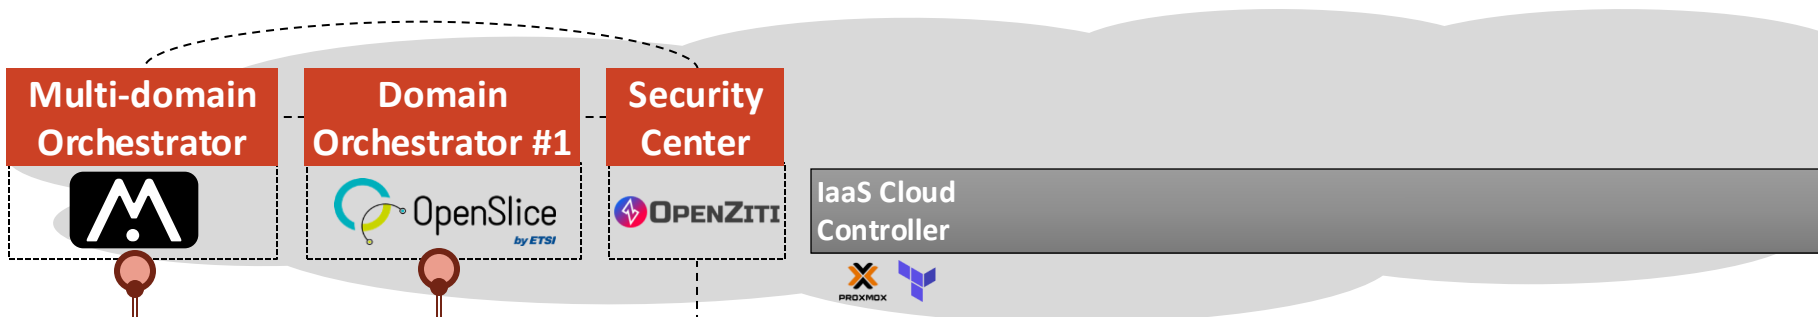 Multi-domain
Orchestrator
Domain
Orchestrator #1
Security
Center
OpenSlice
by ETSI
OPENZITI
IaaS Cloud
Controller
PROXMOX